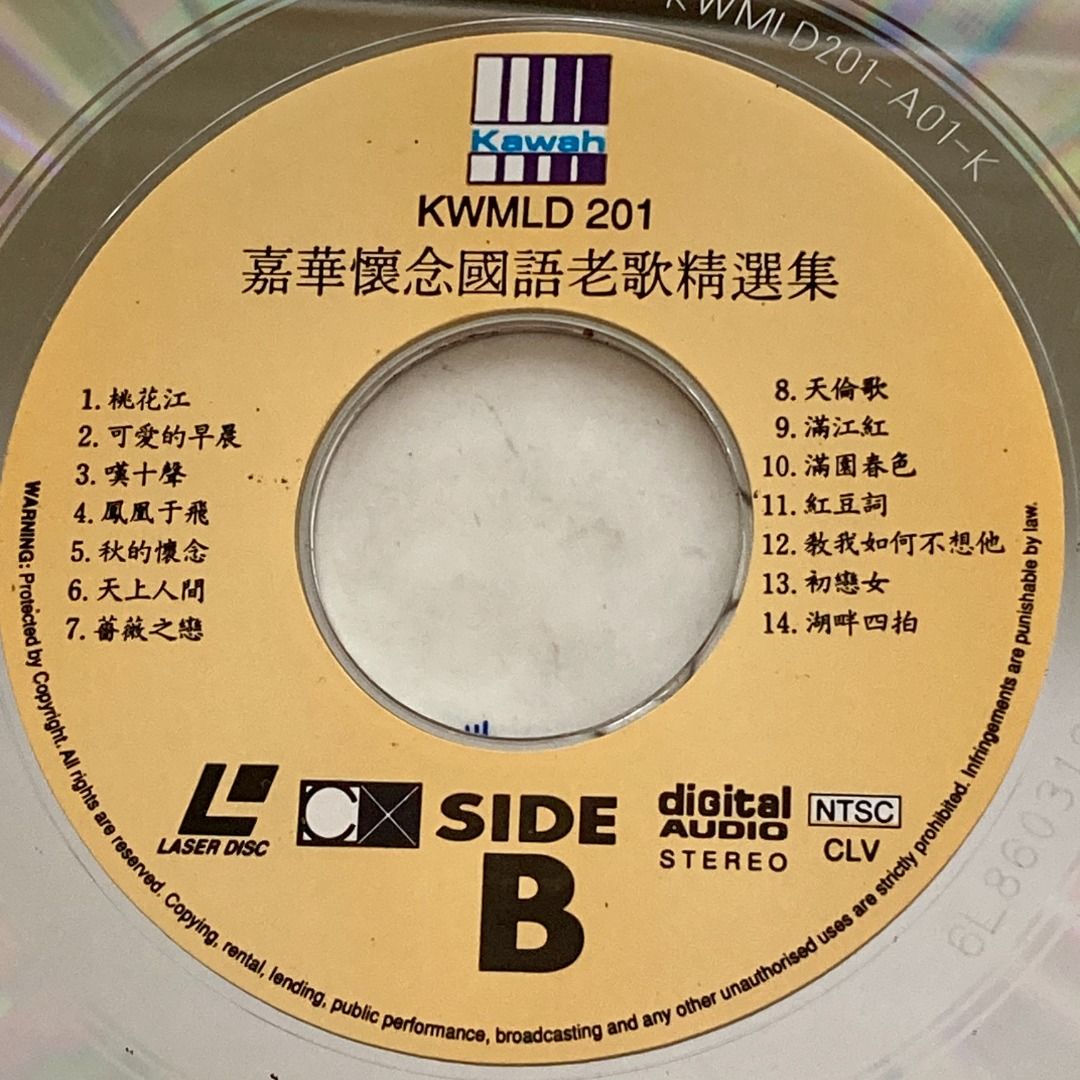 KWMLD201-A01-K
Kawah
KWMLD 201
嘉華懷念國語老歌精選集
1. 桃花江
2. 可愛的早晨
3. 嘆十聲
4. 鳳凰于飛
5. 秋的懷念
6. 天上人間
7. 薔薇之戀
8. 天倫歌
9. 滿江紅
10. 滿園春色
11. 紅豆詞
12. 教我如何不想他
13. 初戀女
14. 湖畔四拍
LASER DISC
CX
SIDE
B
digital
AUDIO
STEREO
NTSC
CLV
WARNING: Protected by Copyright. All rights are reserved. Copying, rental, lending, public performance, broadcasting and any other unauthorised uses are strictly prohibited. Infringements are punishable by law.